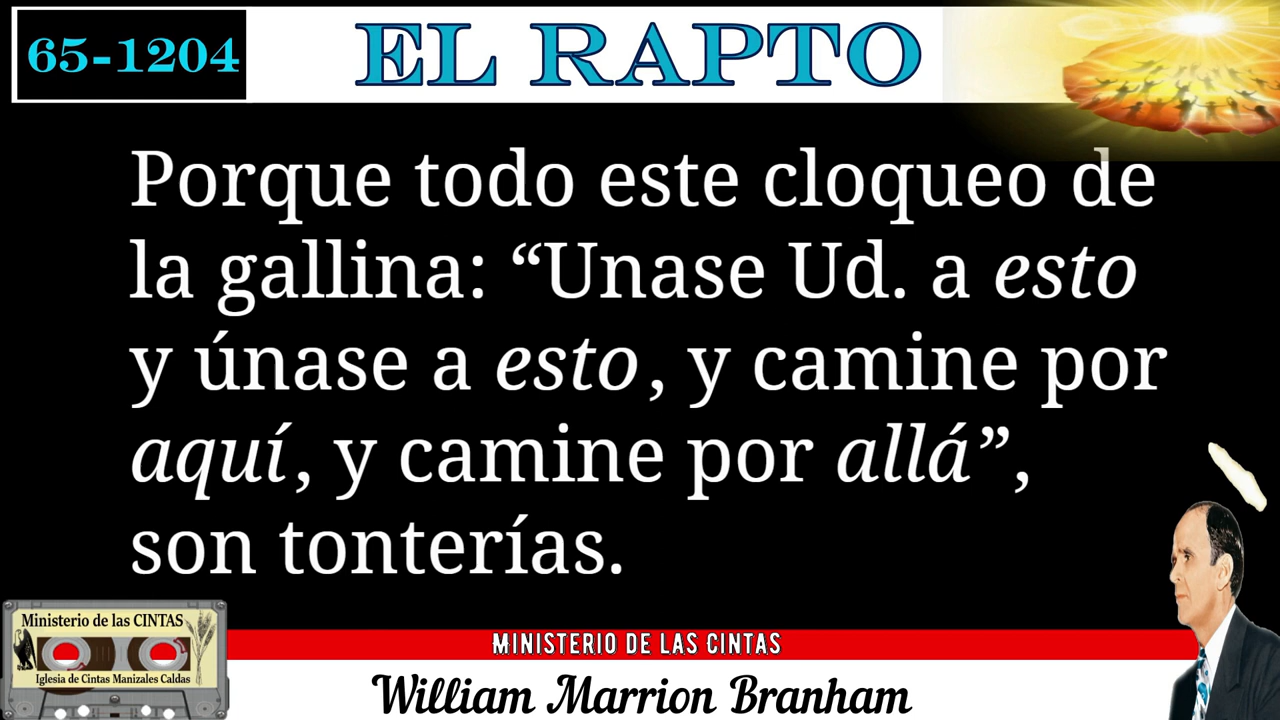 65-1204
EL RAPTO
Porque todo este cloqueo de
la gallina: “Unase Ud. a esto
y únase a esto, y camine por
aquí, y camine por allá”,
son tonterías.
Ministerio de las CINTAS
Iglesia de Cintas Manizales Caldas
MINISTERIO DE LAS CINTAS
William Marrion Branham